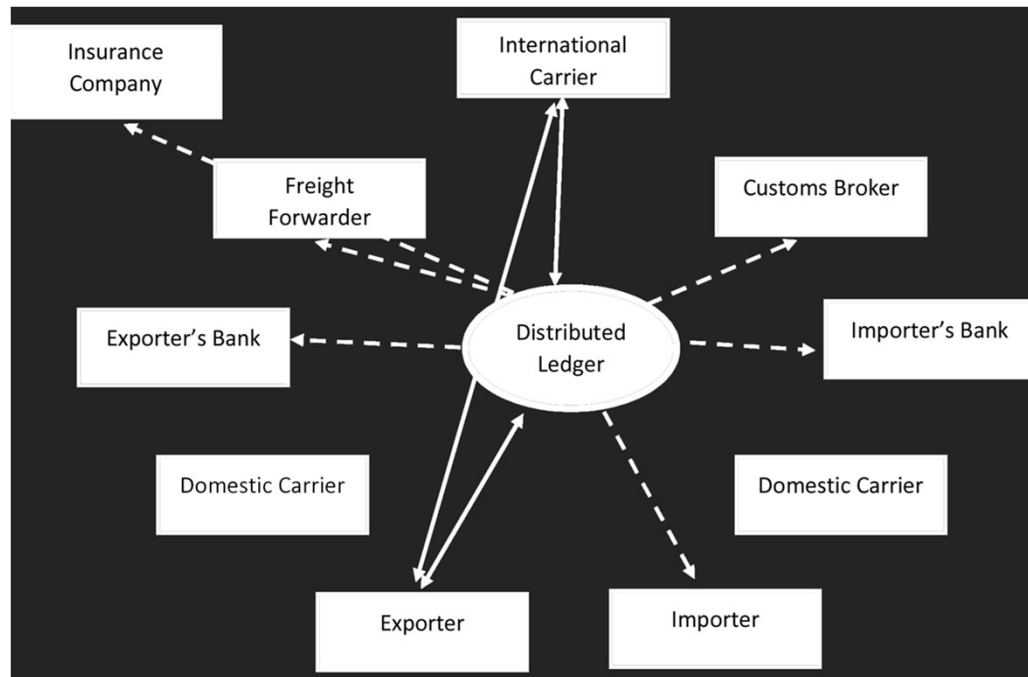 Insurance
Company
International
Carrier
Freight
Forwarder
Customs Broker
Exporter’s Bank
Distributed
Ledger
Importer’s Bank
Domestic Carrier
Domestic Carrier
Exporter
Importer